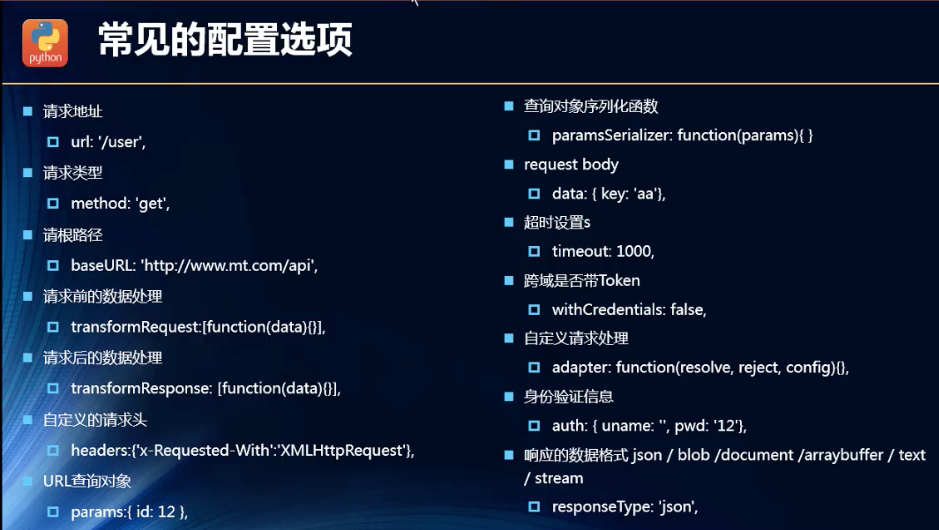 python
常见的配置选项
请求地址
url: '/user',
请求类型
method: 'get',
请根路径
baseURL: 'http://www.mt.com/api',
请求前的数据处理
transformRequest:[function(data){}],
请求后的数据处理
transformResponse: [function(data){}],
自定义的请求头
headers:{'x-Requested-With':'XMLHttpRequest'},
URL查询对象
params:{ id: 12 },
查询对象序列化函数
paramsSerializer: function(params){ }
request body
data: { key: 'aa'},
超时设置s
timeout: 1000,
跨域是否带Token
withCredentials: false,
自定义请求处理
adapter: function(resolve, reject, config){},
身份验证信息
auth: { uname: '', pwd: '12'},
响应的数据格式 json / blob /document /arraybuffer / text
/ stream
responseType: 'json',